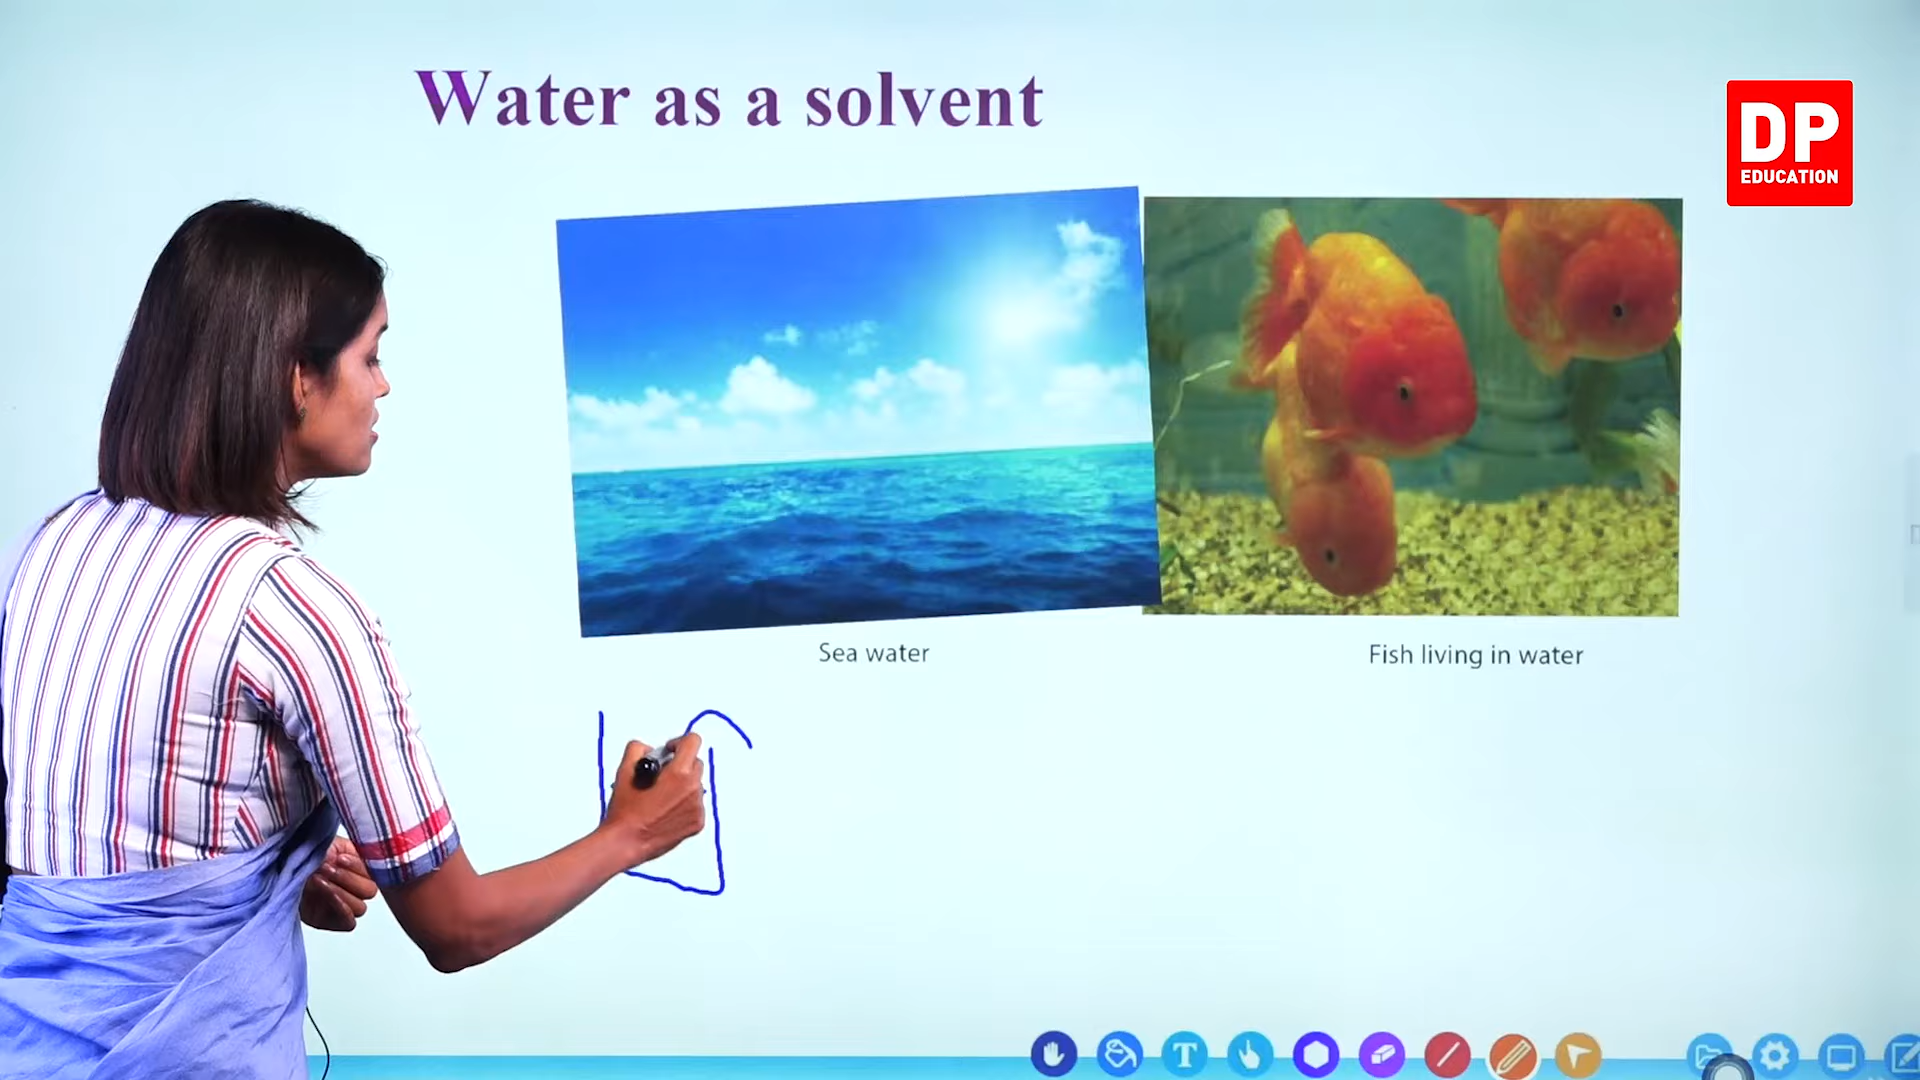 Water as a solvent
DP
EDUCATION
Sea water
Fish living in water
T